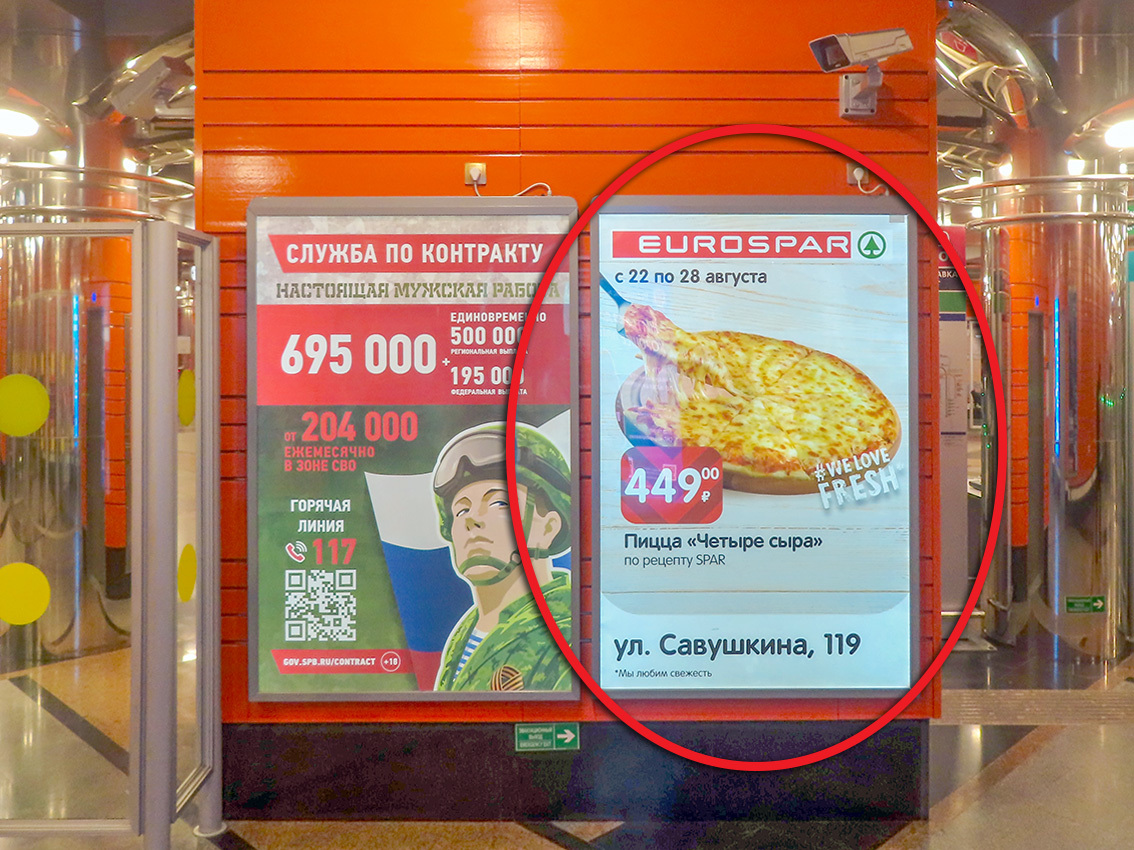 СЛУЖБА ПО КОНТРАКТУ
НАСТОЯЩАЯ МУЖСКАЯ РАБОТА
695 000
+
ЕДИНОВРЕМЕННО
500 000
РЕГИОНАЛЬНАЯ ВЫПЛАТА
195 000
ФЕДЕРАЛЬНАЯ ВЫПЛАТА
от 204 000
ЕЖЕМЕСЯЧНО
В ЗОНЕ СВО
ГОРЯЧАЯ
ЛИНИЯ
117
GOV.SPB.RU/CONTRACT +18
EUROSPAR
с 22 по 28 августа
#WE LOVE
FRESH*
449⁰⁰ ₽
Пицца «Четыре сыра»
по рецепту SPAR
ул. Савушкина, 119
*Мы любим свежесть